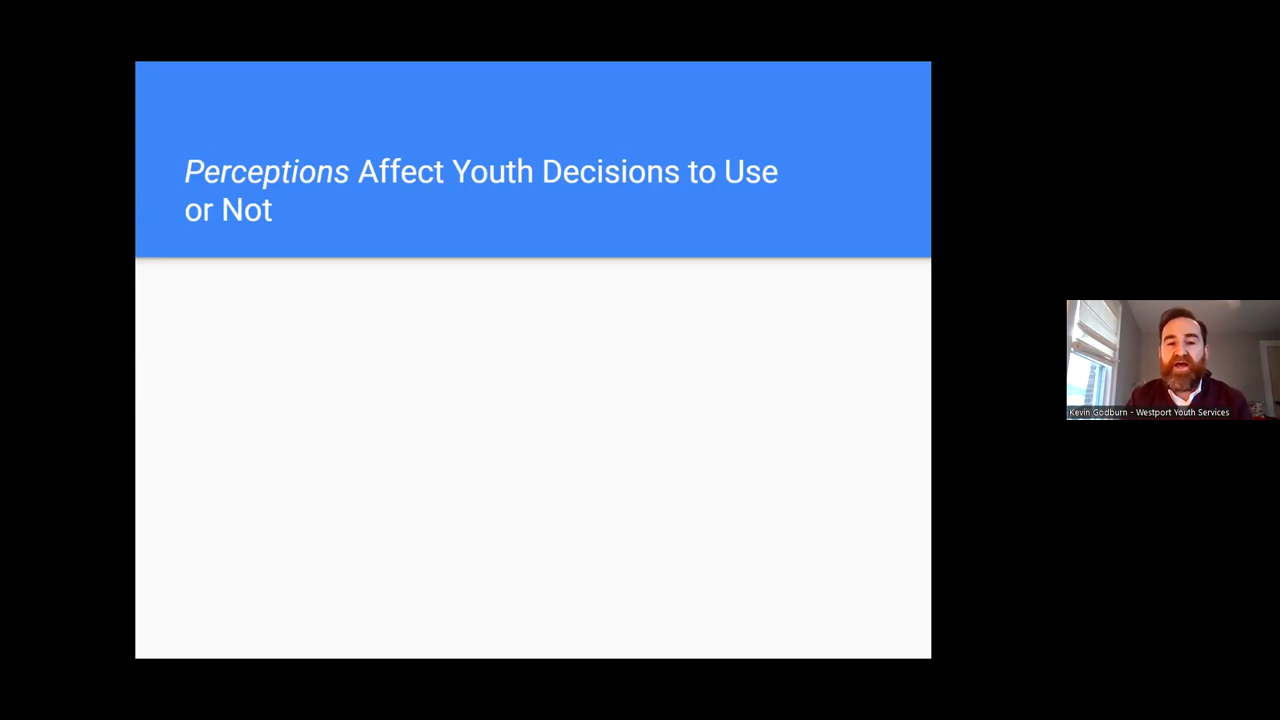 Perceptions Affect Youth Decisions to Use
or Not
Kevin Godburn - Westport Youth Services